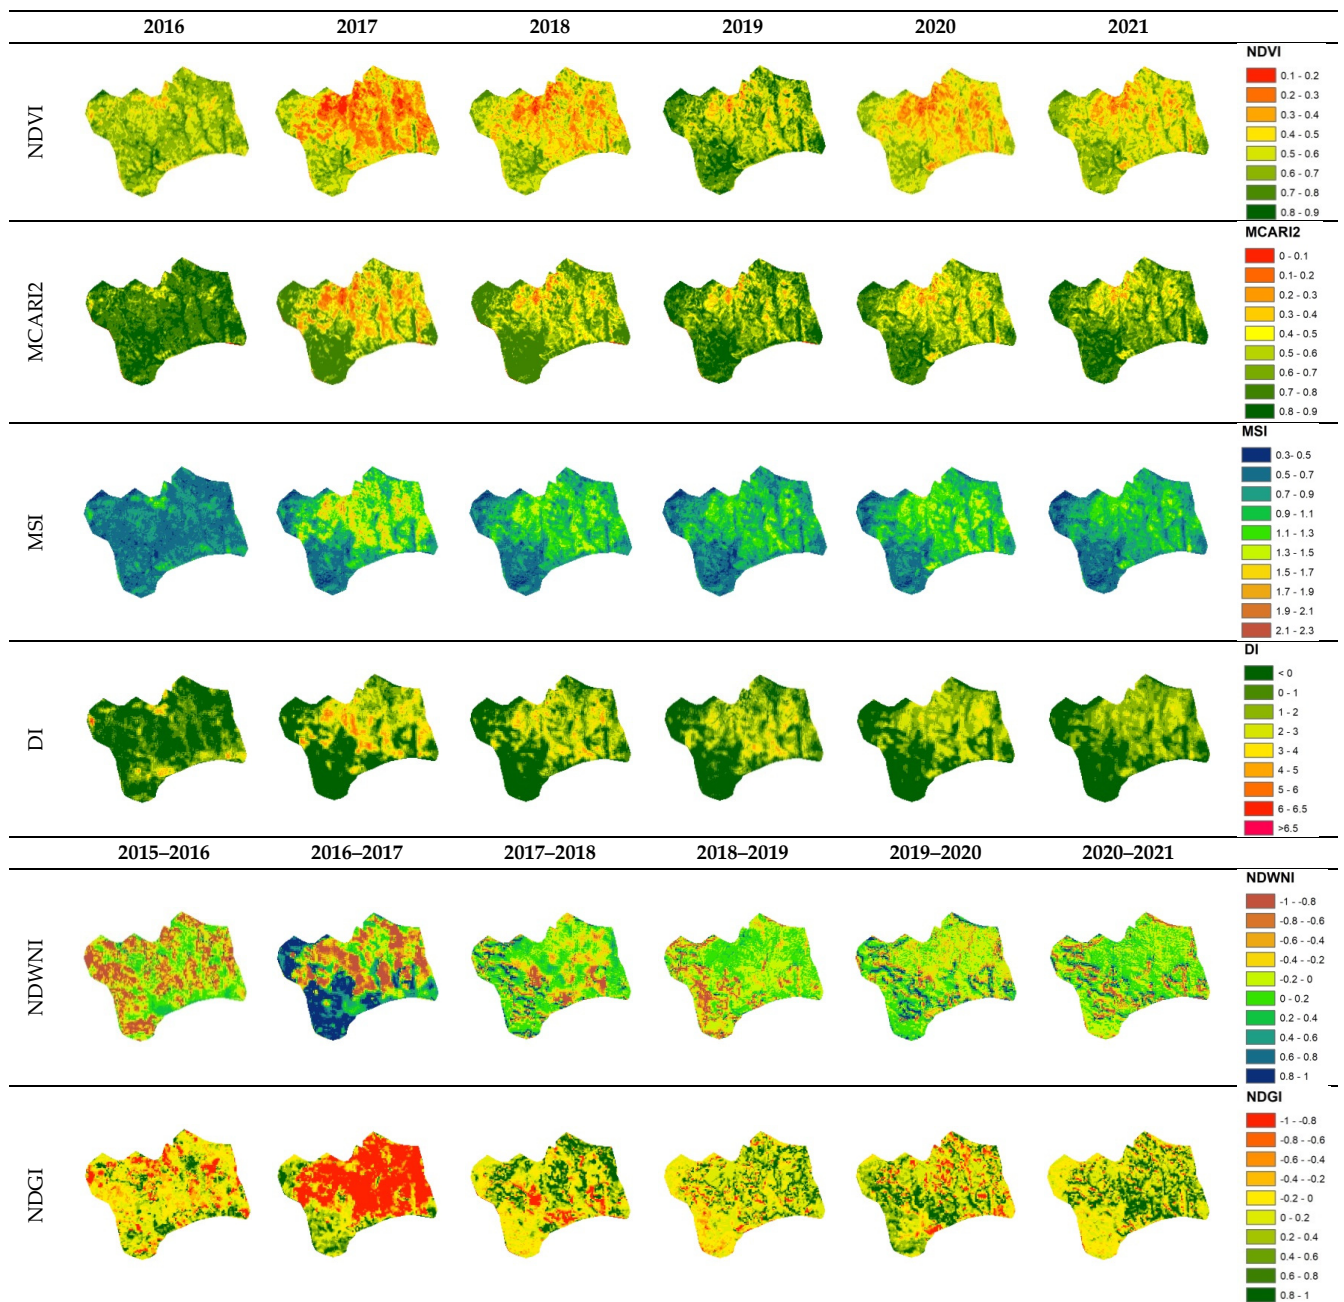 2016 2017 2018 2019 2020 2021
NDVI
NDVI
0.1 - 0.2
0.2 - 0.3
0.3 - 0.4
0.4 - 0.5
0.5 - 0.6
0.6 - 0.7
0.7 - 0.8
0.8 - 0.9
MCARI2
MCARI2
0 - 0.1
0.1- 0.2
0.2 - 0.3
0.3 - 0.4
0.4 - 0.5
0.5 - 0.6
0.6 - 0.7
0.7 - 0.8
0.8 - 0.9
MSI
MSI
0.3- 0.5
0.5 - 0.7
0.7 - 0.9
0.9 - 1.1
1.1 - 1.3
1.3 - 1.5
1.5 - 1.7
1.7 - 1.9
1.9 - 2.1
2.1 - 2.3
DI
DI
< 0
0 - 1
1 - 2
2 - 3
3 - 4
4 - 5
5 - 6
6 - 6.5
>6.5
2015–2016 2016–2017 2017–2018 2018–2019 2019–2020 2020–2021
NDWNI
NDWNI
-1 - -0.8
-0.8 - -0.6
-0.6 - -0.4
-0.4 - -0.2
-0.2 - 0
0 - 0.2
0.2 - 0.4
0.4 - 0.6
0.6 - 0.8
0.8 - 1
NDGI
NDGI
-1 - -0.8
-0.8 - -0.6
-0.6 - -0.4
-0.4 - -0.2
-0.2 - 0
0 - 0.2
0.2 - 0.4
0.4 - 0.6
0.6 - 0.8
0.8 - 1